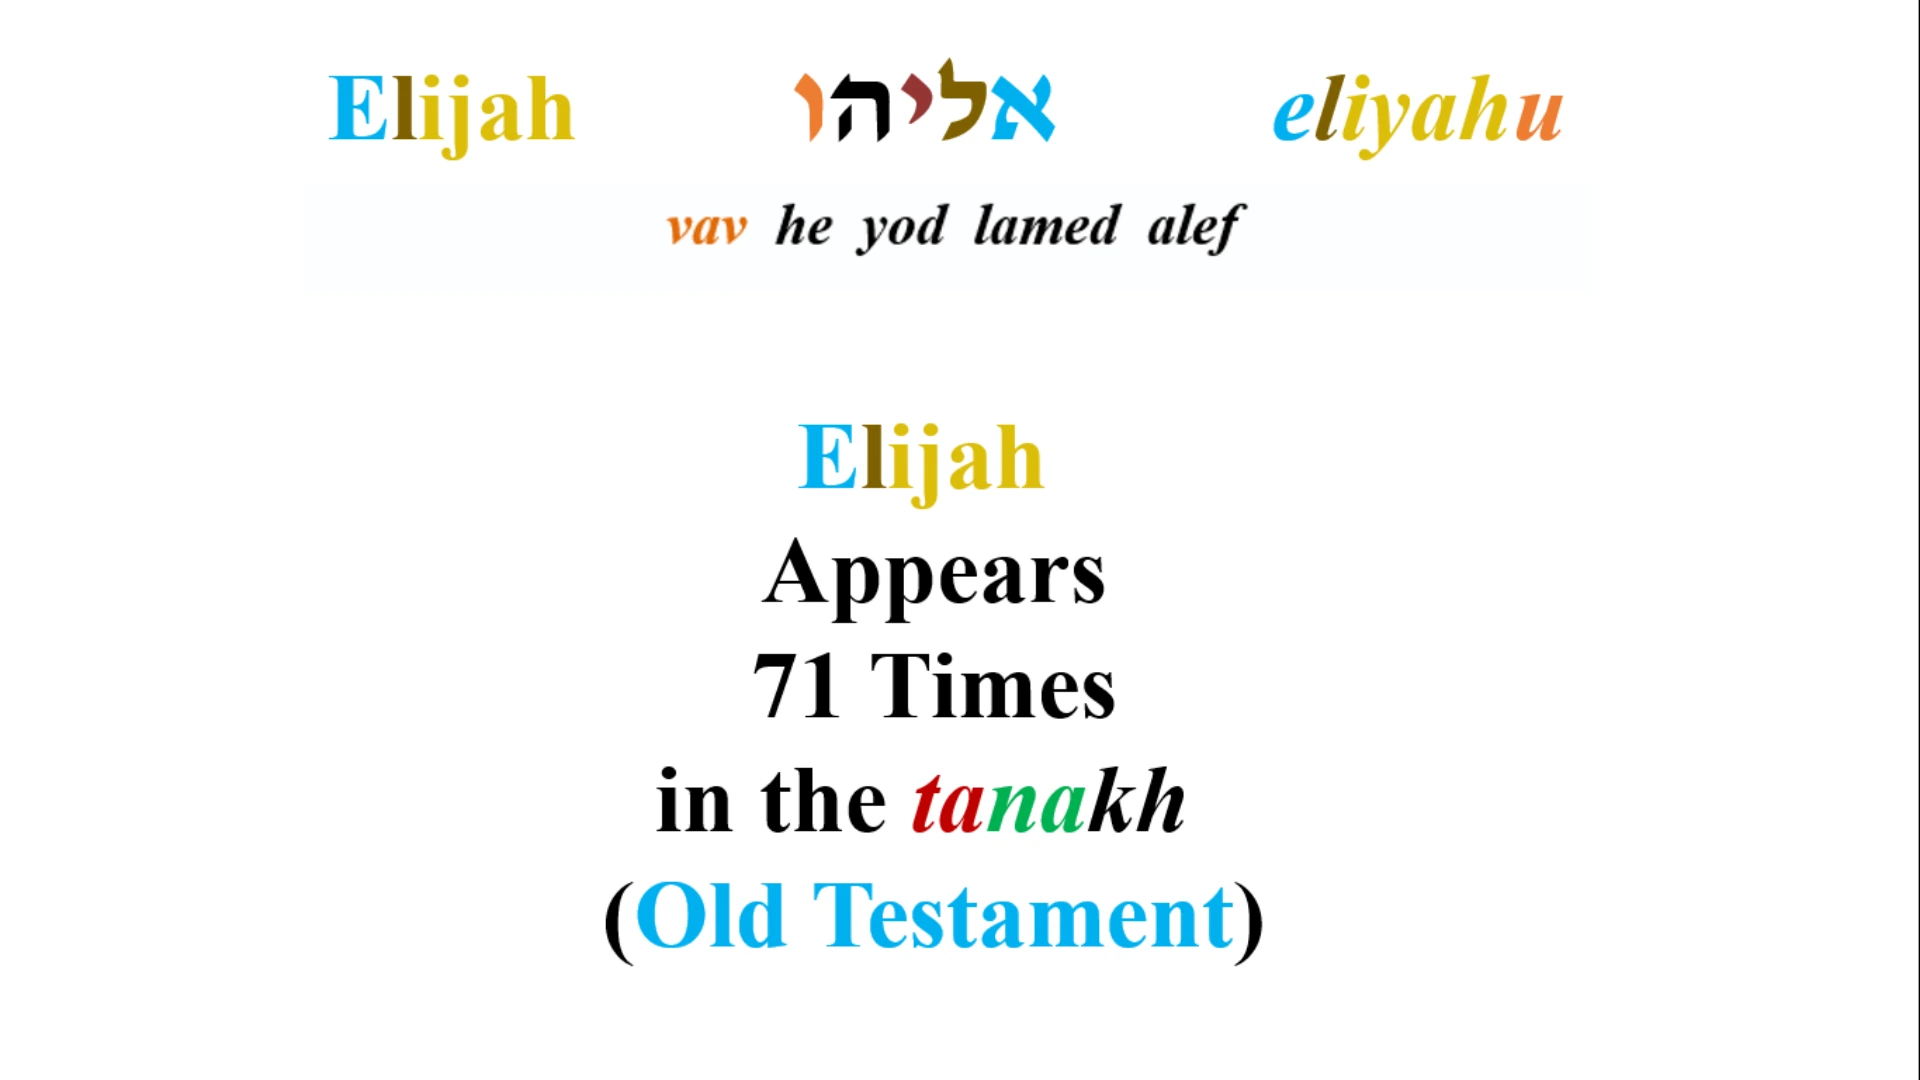 Elijah אליהו eliyahu
vav he yod lamed alef
Elijah
Appears
71 Times
in the tanakh
(Old Testament)